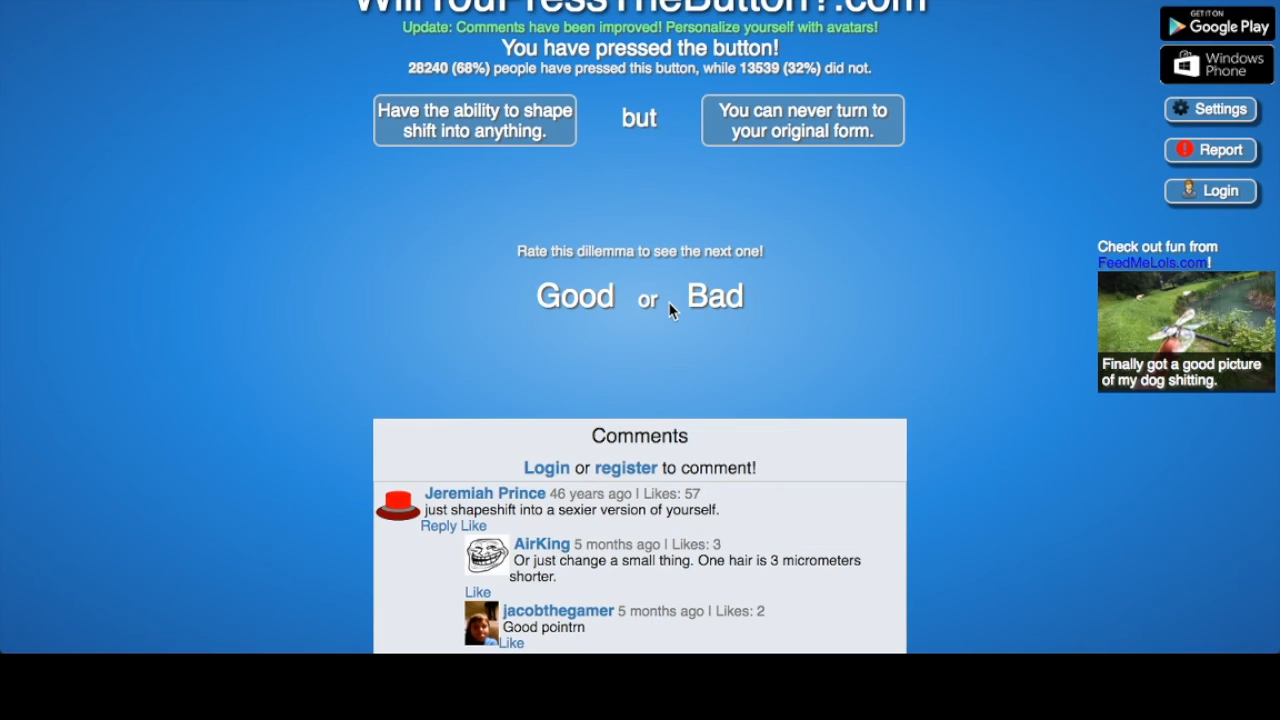 WillYouPressTheButton?.com
Update: Comments have been improved! Personalize yourself with avatars!
You have pressed the button!
28240 (68%) people have pressed this button, while 13539 (32%) did not.
Have the ability to shape
shift into anything.
but
You can never turn to
your original form.
GET IT ON
Google Play
Windows
Phone
Settings
Report
Login
Rate this dillemma to see the next one!
Good or Bad
Check out fun from
FeedMeLols.com!
Finally got a good picture
of my dog shitting.
Comments
Login or register to comment!
Jeremiah Prince 46 years ago | Likes: 57
just shapeshift into a sexier version of yourself.
Reply Like
AirKing 5 months ago | Likes: 3
Or just change a small thing. One hair is 3 micrometers
shorter.
Like
jacobthegamer 5 months ago | Likes: 2
Good pointrn
Like